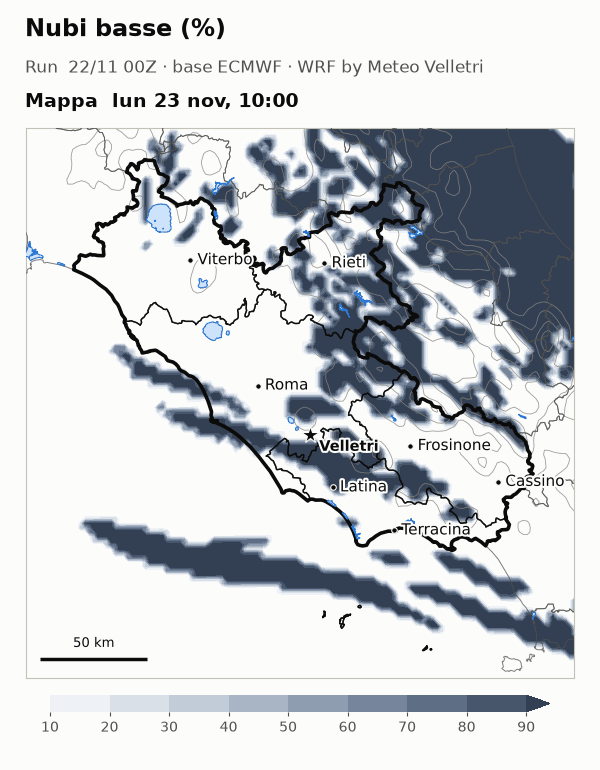 Nubi basse (%)
Run  22/11 00Z · base ECMWF · WRF by Meteo Velletri
Mappa  lun 23 nov, 10:00
Viterbo
Rieti
Roma
Velletri
Frosinone
Latina
Cassino
Terracina
50 km
10 20 30 40 50 60 70 80 90